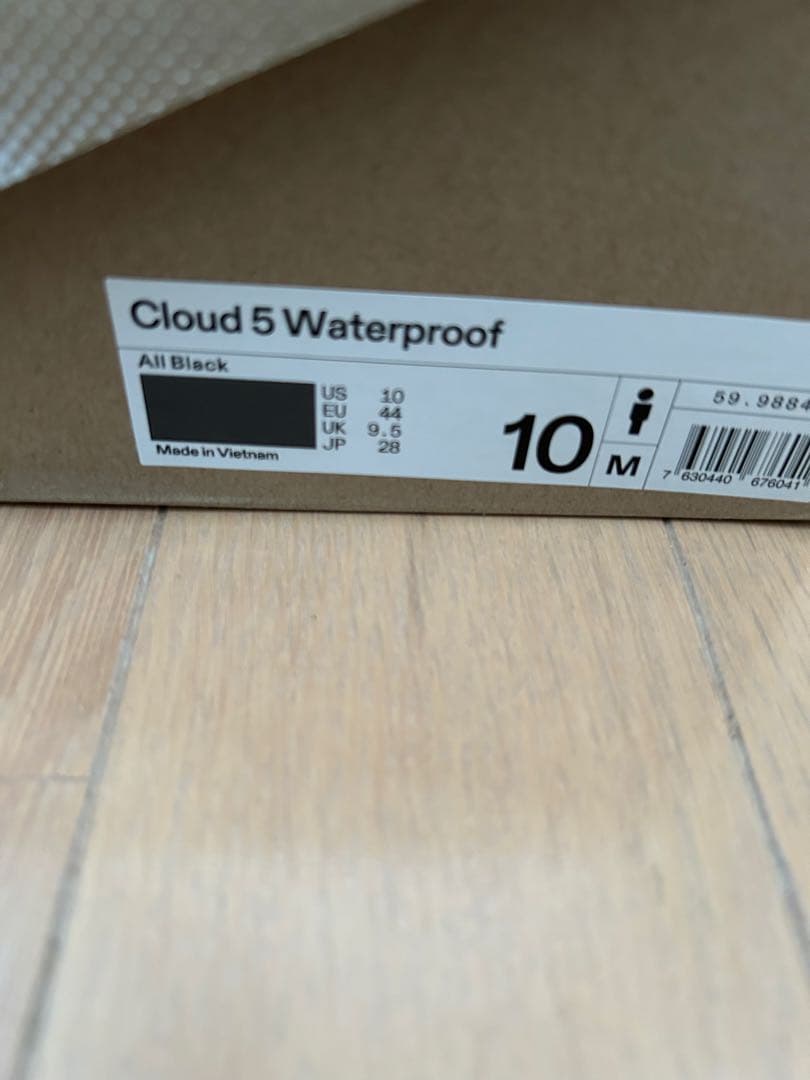 Cloud 5 Waterproof
All Black
US 10
EU 44
UK 9.5
JP 28
Made in Vietnam
10
M
59.9884
7 630440 676041